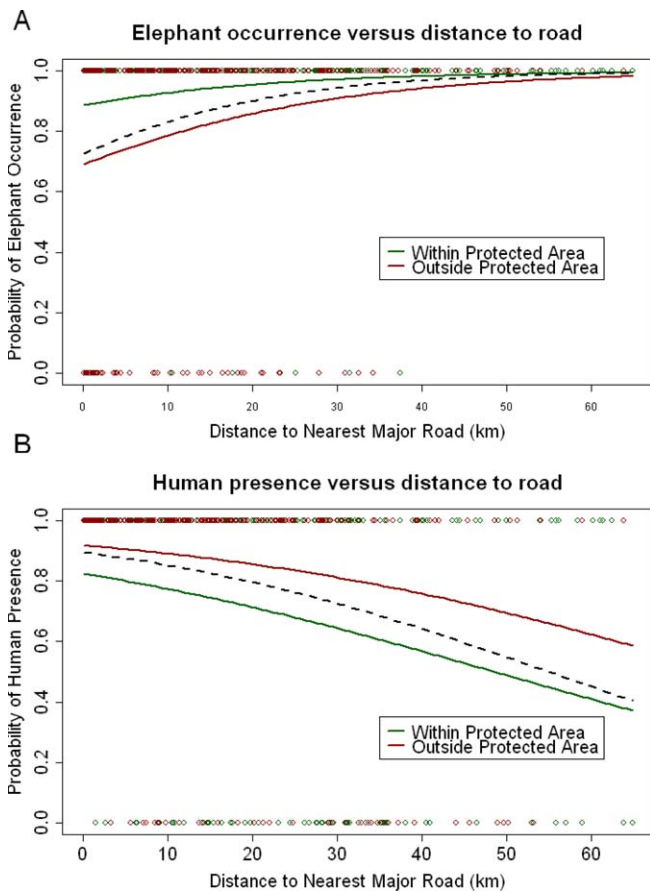 A
Elephant occurrence versus distance to road
Probability of Elephant Occurrence
0.0 0.2 0.4 0.6 0.8 1.0
Within Protected Area
Outside Protected Area
0 10 20 30 40 50 60
Distance to Nearest Major Road (km)
B
Human presence versus distance to road
Probability of Human Presence
0.0 0.2 0.4 0.6 0.8 1.0
Within Protected Area
Outside Protected Area
0 10 20 30 40 50 60
Distance to Nearest Major Road (km)